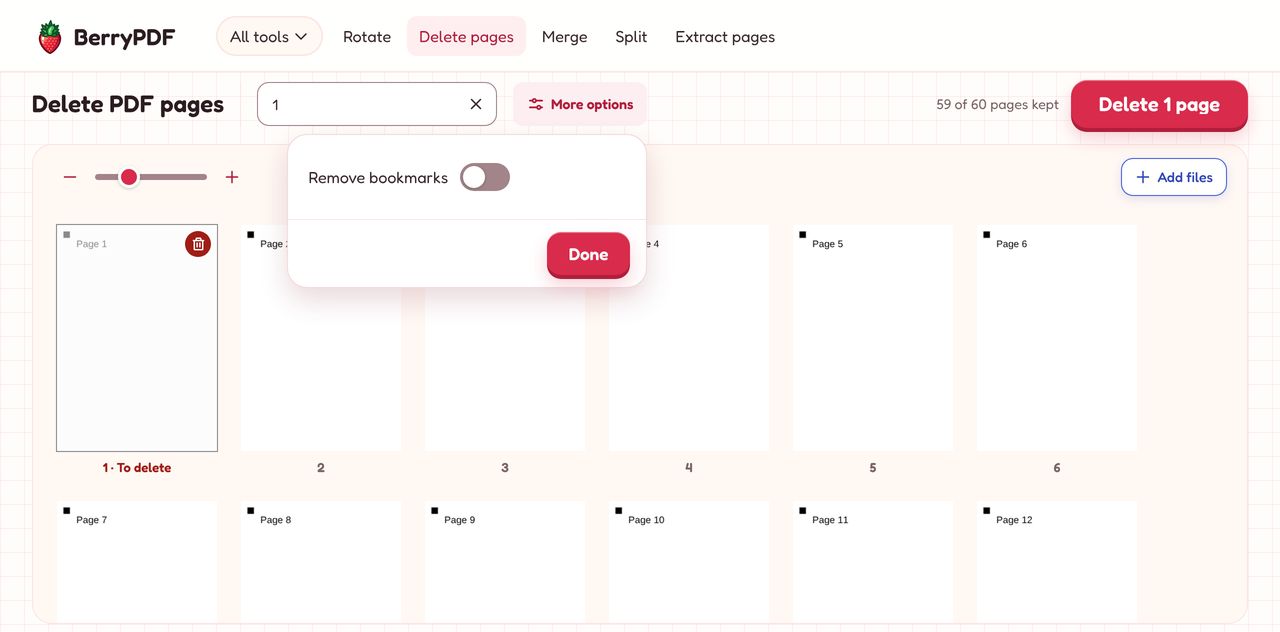 BerryPDF
All tools
Rotate
Delete pages
Merge
Split
Extract pages
Delete PDF pages
1
More options
59 of 60 pages kept
Delete 1 page
Remove bookmarks
Add files
Done
Page 1
Page
e 4
Page 5
Page 6
1 · To delete
2
3
4
5
6
Page 7
Page 8
Page 9
Page 10
Page 11
Page 12